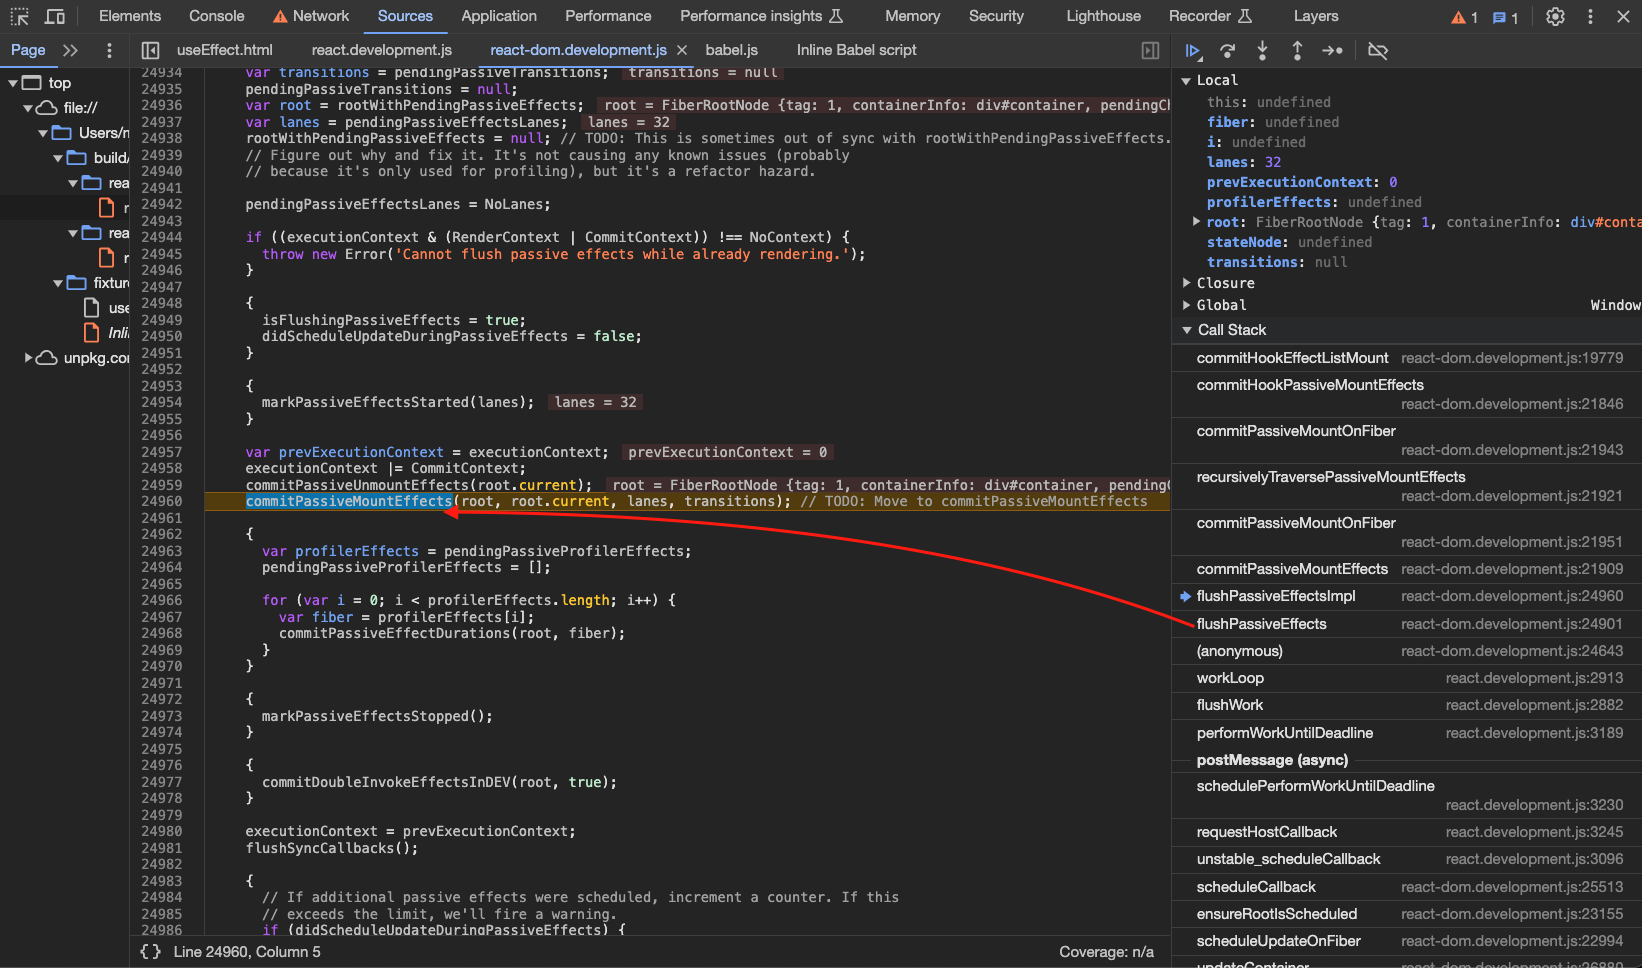 Elements Console Network Sources Application Performance Performance insights Memory Security Lighthouse Recorder Layers 1 1
Page useEffect.html react.development.js react-dom.development.js babel.js Inline Babel script
top
file://
Users/n
build/
rea
r
rea
r
fixture
use
Inli
unpkg.con
24934 var transitions = pendingPassiveTransitions; transitions = null
24935 pendingPassiveTransitions = null;
24936 var root = rootWithPendingPassiveEffects; root = FiberRootNode {tag: 1, containerInfo: div#container, pendingCh
24937 var lanes = pendingPassiveEffectsLanes; lanes = 32
24938 rootWithPendingPassiveEffects = null; // TODO: This is sometimes out of sync with rootWithPendingPassiveEffects.
24939 // Figure out why and fix it. It's not causing any known issues (probably
24940 // because it's only used for profiling), but it's a refactor hazard.
24941
24942 pendingPassiveEffectsLanes = NoLanes;
24943
24944 if ((executionContext & (RenderContext | CommitContext)) !== NoContext) {
24945 throw new Error('Cannot flush passive effects while already rendering.');
24946 }
24947
24948 {
24949 isFlushingPassiveEffects = true;
24950 didScheduleUpdateDuringPassiveEffects = false;
24951 }
24952
24953 {
24954 markPassiveEffectsStarted(lanes); lanes = 32
24955 }
24956
24957 var prevExecutionContext = executionContext; prevExecutionContext = 0
24958 executionContext |= CommitContext;
24959 commitPassiveUnmountEffects(root.current); root = FiberRootNode {tag: 1, containerInfo: div#container, pendingC
24960 commitPassiveMountEffects(root, root.current, lanes, transitions); // TODO: Move to commitPassiveMountEffects
24961
24962 {
24963 var profilerEffects = pendingPassiveProfilerEffects;
24964 pendingPassiveProfilerEffects = [];
24965
24966 for (var i = 0; i < profilerEffects.length; i++) {
24967 var fiber = profilerEffects[i];
24968 commitPassiveEffectDurations(root, fiber);
24969 }
24970 }
24971
24972 {
24973 markPassiveEffectsStopped();
24974 }
24975
24976 {
24977 commitDoubleInvokeEffectsInDEV(root, true);
24978 }
24979
24980 executionContext = prevExecutionContext;
24981 flushSyncCallbacks();
24982
24983 {
24984 // If additional passive effects were scheduled, increment a counter. If this
24985 // exceeds the limit, we'll fire a warning.
24986 if (didScheduleUpdateDuringPassiveEffects) {
{} Line 24960, Column 5 Coverage: n/a
Local
this: undefined
fiber: undefined
i: undefined
lanes: 32
prevExecutionContext: 0
profilerEffects: undefined
root: FiberRootNode {tag: 1, containerInfo: div#conta
stateNode: undefined
transitions: null
Closure
Global Window
Call Stack
commitHookEffectListMount react-dom.development.js:19779
commitHookPassiveMountEffects
react-dom.development.js:21846
commitPassiveMountOnFiber
react-dom.development.js:21943
recursivelyTraversePassiveMountEffects
react-dom.development.js:21921
commitPassiveMountOnFiber
react-dom.development.js:21951
commitPassiveMountEffects react-dom.development.js:21909
flushPassiveEffectsImpl react-dom.development.js:24960
flushPassiveEffects react-dom.development.js:24901
(anonymous) react-dom.development.js:24643
workLoop react.development.js:2913
flushWork react.development.js:2882
performWorkUntilDeadline react.development.js:3189
postMessage (async)
schedulePerformWorkUntilDeadline
react.development.js:3230
requestHostCallback react.development.js:3245
unstable_scheduleCallback react.development.js:3096
scheduleCallback react-dom.development.js:25513
ensureRootIsScheduled react-dom.development.js:23155
scheduleUpdateOnFiber react-dom.development.js:22994
updateContainer react-dom.development.js:26880